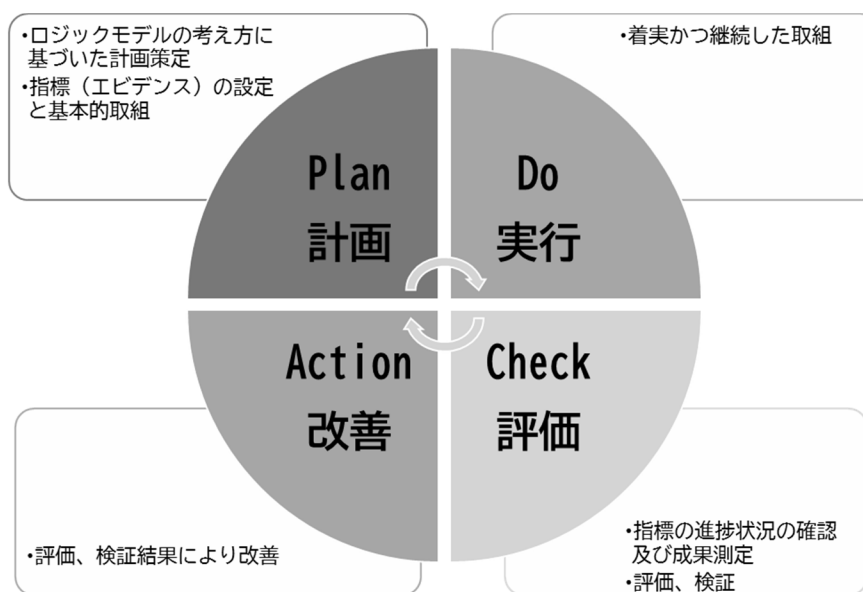 ・ロジックモデルの考え方に
基づいた計画策定
・指標（エビデンス）の設定
と基本的取組
・着実かつ継続した取組
Plan
計画
Do
実行
Action
改善
Check
評価
・評価、検証結果により改善
・指標の進捗状況の確認
及び成果測定
・評価、検証